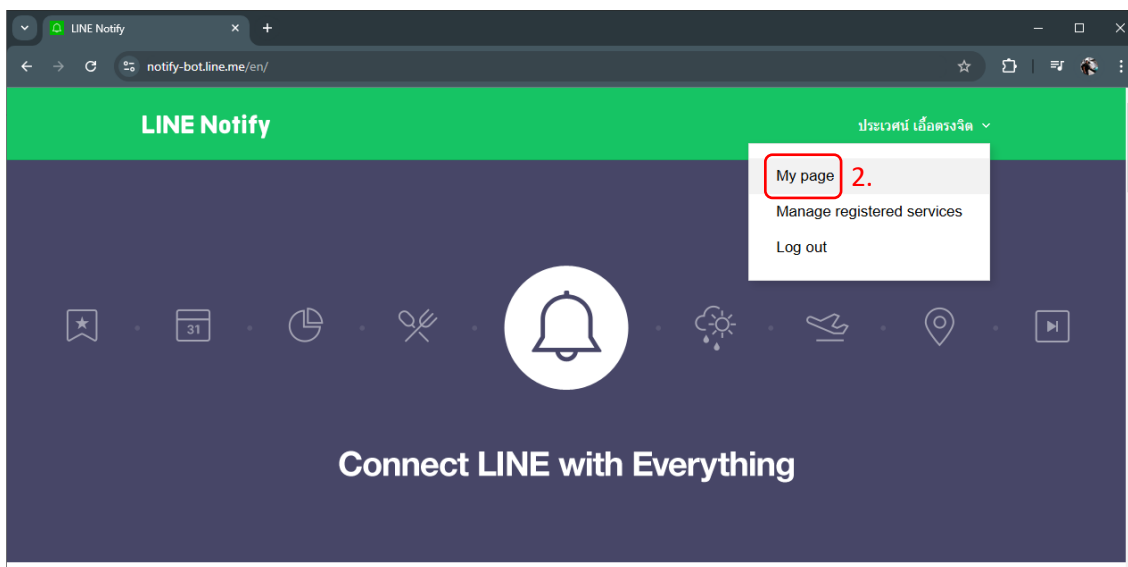 LINE Notify
notify-bot.line.me/en/
LINE Notify
ประเวศน์ เอื้อตรงจิต
My page 2.
Manage registered services
Log out
31
Connect LINE with Everything